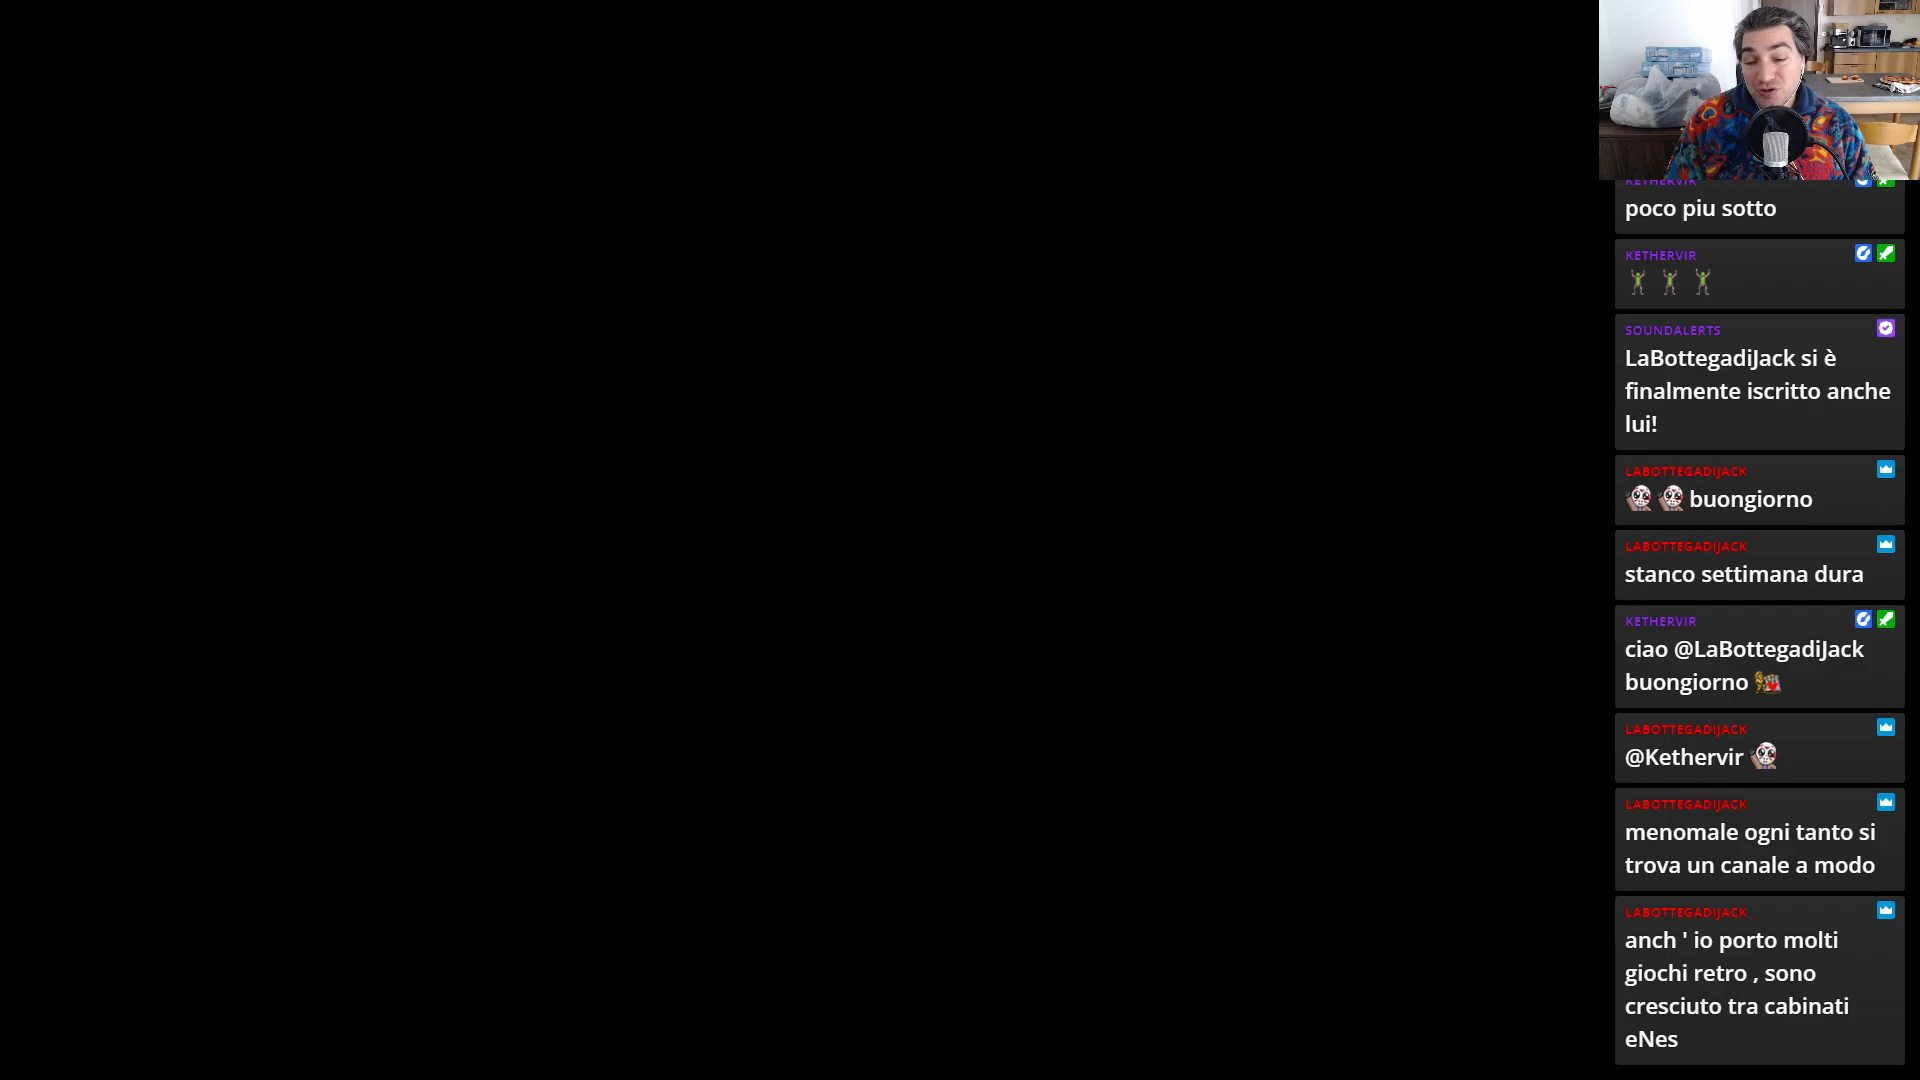 KETHERVIR
poco piu sotto
KETHERVIR
SOUNDALERTS
LaBottegadiJack si è
finalmente iscritto anche
lui!
LABOTTEGADIJACK
buongiorno
LABOTTEGADIJACK
stanco settimana dura
KETHERVIR
ciao @LaBottegadiJack
buongiorno
LABOTTEGADIJACK
@Kethervir
LABOTTEGADIJACK
menomale ogni tanto si
trova un canale a modo
LABOTTEGADIJACK
anch ' io porto molti
giochi retro , sono
cresciuto tra cabinati
eNes